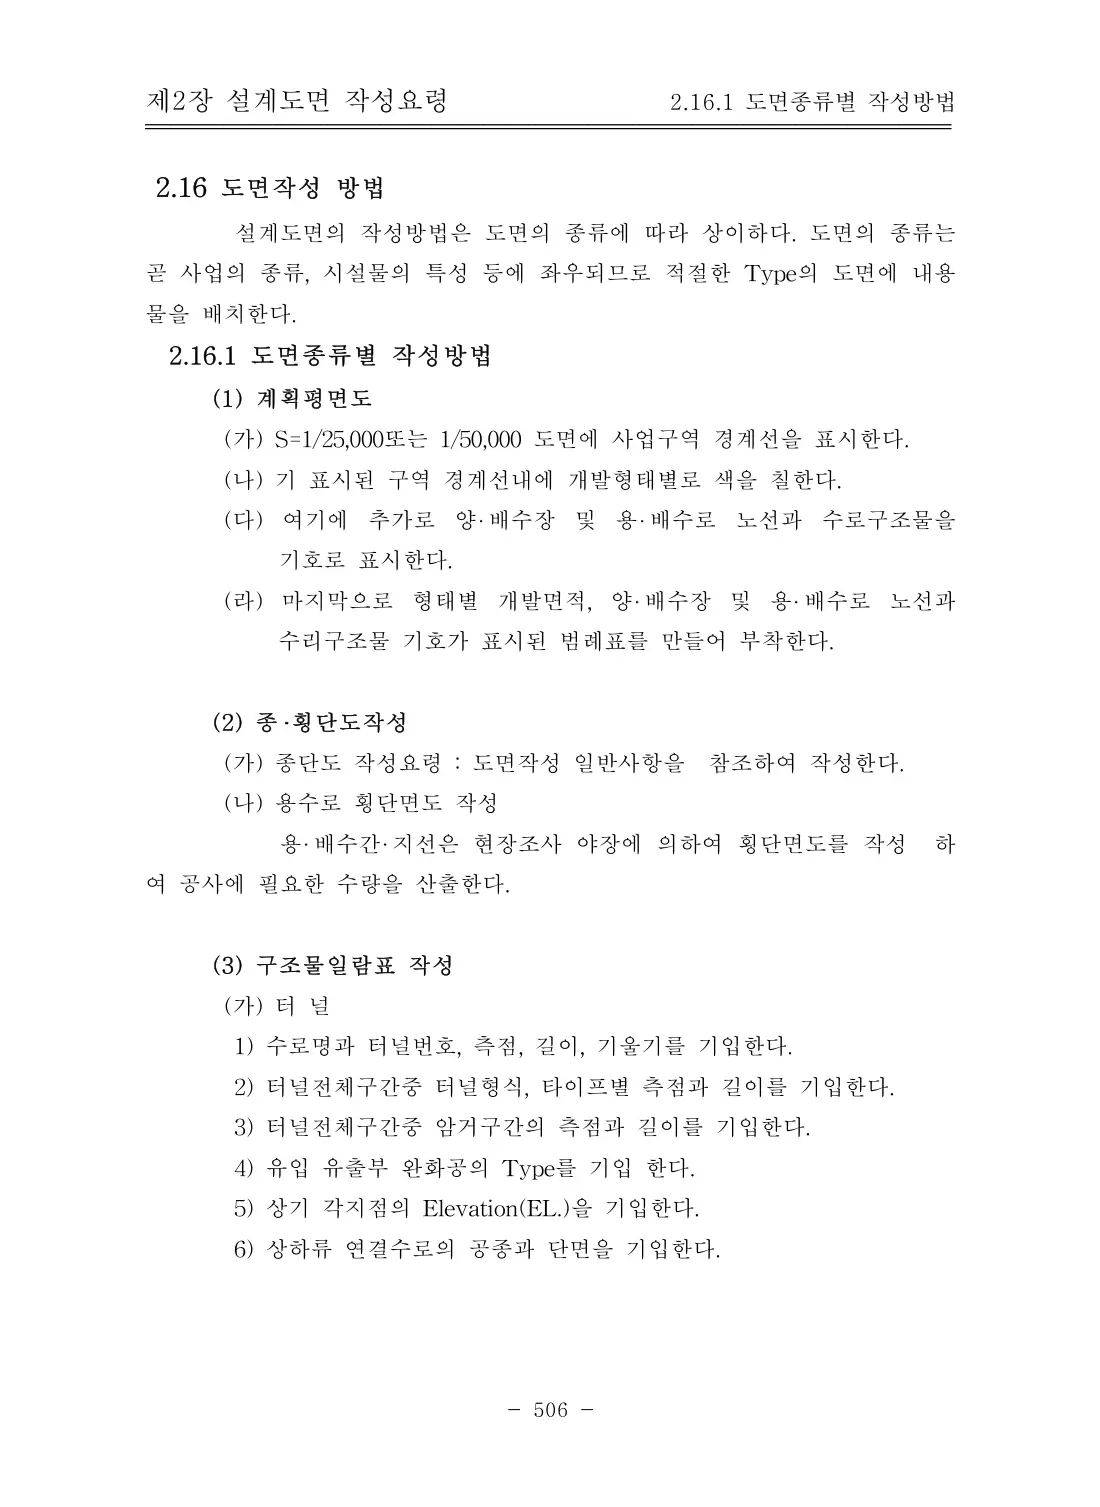 제2장 설계도면 작성요령 2.16.1 도면종류별 작성방법
2.16 도면작성 방법
설계도면의 작성방법은 도면의 종류에 따라 상이하다. 도면의 종류는
곧 사업의 종류, 시설물의 특성 등에 좌우되므로 적절한 Type의 도면에 내용
물을 배치한다.
2.16.1 도면종류별 작성방법
(1) 계획평면도
(가) S=1/25,000또는 1/50,000 도면에 사업구역 경계선을 표시한다.
(나) 기 표시된 구역 경계선내에 개발형태별로 색을 칠한다.
(다) 여기에 추가로 양·배수장 및 용·배수로 노선과 수로구조물을
기호로 표시한다.
(라) 마지막으로 형태별 개발면적, 양·배수장 및 용·배수로 노선과
수리구조물 기호가 표시된 범례표를 만들어 부착한다.
(2) 종·횡단도작성
(가) 종단도 작성요령 : 도면작성 일반사항을 참조하여 작성한다.
(나) 용수로 횡단면도 작성
용·배수간·지선은 현장조사 야장에 의하여 횡단면도를 작성 하
여 공사에 필요한 수량을 산출한다.
(3) 구조물일람표 작성
(가) 터 널
1) 수로명과 터널번호, 측점, 길이, 기울기를 기입한다.
2) 터널전체구간중 터널형식, 타이프별 측점과 길이를 기입한다.
3) 터널전체구간중 암거구간의 측점과 길이를 기입한다.
4) 유입 유출부 완화공의 Type를 기입 한다.
5) 상기 각지점의 Elevation(EL.)을 기입한다.
6) 상하류 연결수로의 공종과 단면을 기입한다.
- 506 -